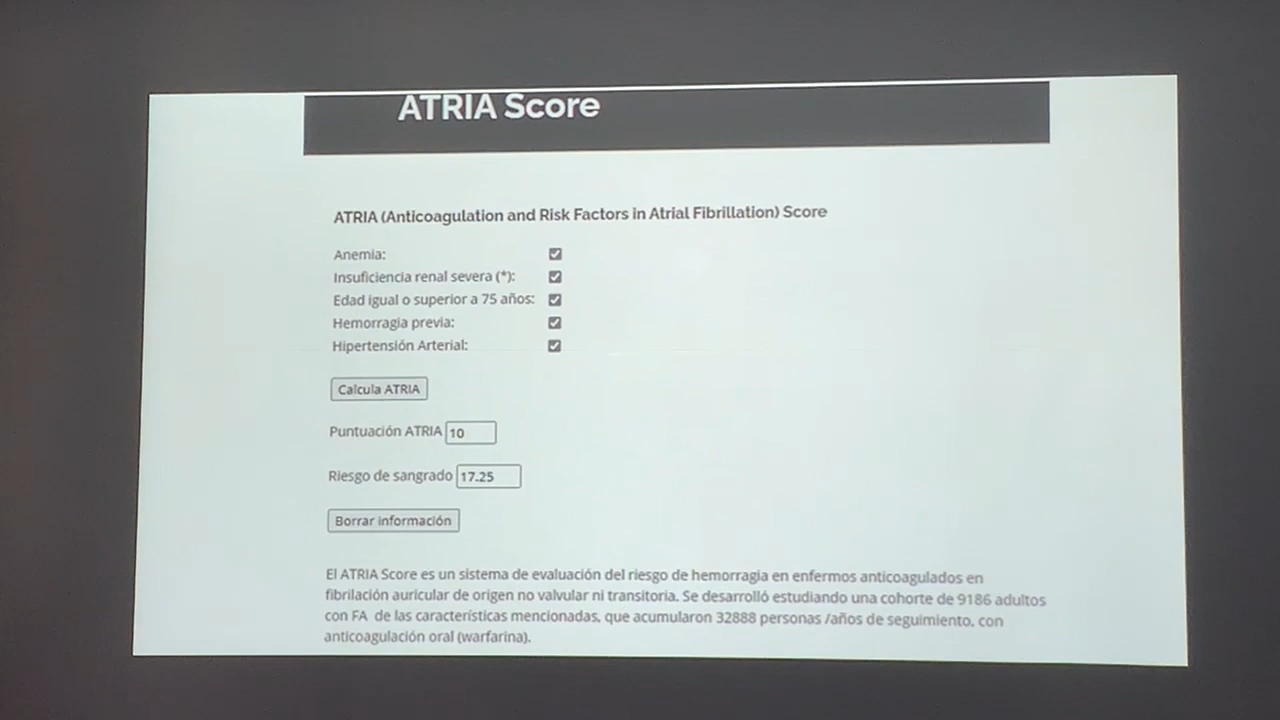 ATRIA Score
ATRIA (Anticoagulation and Risk Factors in Atrial Fibrillation) Score
Anemia:
Insuficiencia renal severa (*):
Edad igual o superior a 75 años:
Hemorragia previa:
Hipertensión Arterial:
Calcula ATRIA
Puntuación ATRIA 10
Riesgo de sangrado 17.25
Borrar información
El ATRIA Score es un sistema de evaluación del riesgo de hemorragia en enfermos anticoagulados en
fibrilación auricular de origen no valvular ni transitoria. Se desarrolló estudiando una cohorte de 9186 adultos
con FA de las características mencionadas, que acumularon 32888 personas /años de seguimiento, con
anticoagulación oral (warfarina).